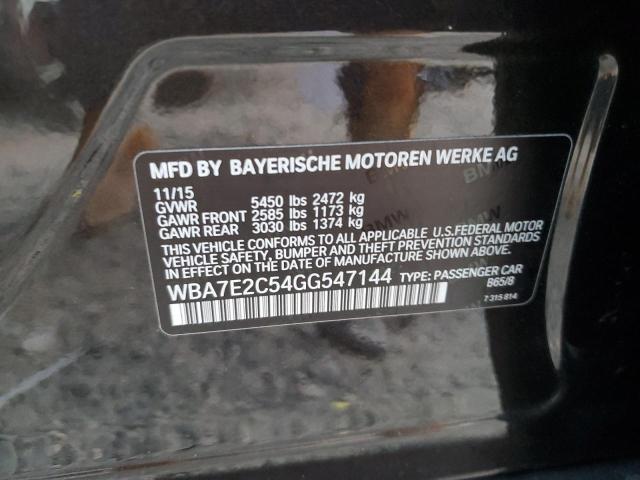 MFD BY BAYERISCHE MOTOREN WERKE AG
11/15
GVWR 5450 lbs 2472 kg
GAWR FRONT 2585 lbs 1173 kg
GAWR REAR 3030 lbs 1374 kg
THIS VEHICLE CONFORMS TO ALL APPLICABLE U.S.FEDERAL MOTOR
VEHICLE SAFETY, BUMPER AND THEFT PREVENTION STANDARDS
IN EFFECT ON THE DATE OF MANUFACTURE SHOWN ABOVE.
WBA7E2C54GG547144 TYPE: PASSENGER CAR
B65/8
7 315 814